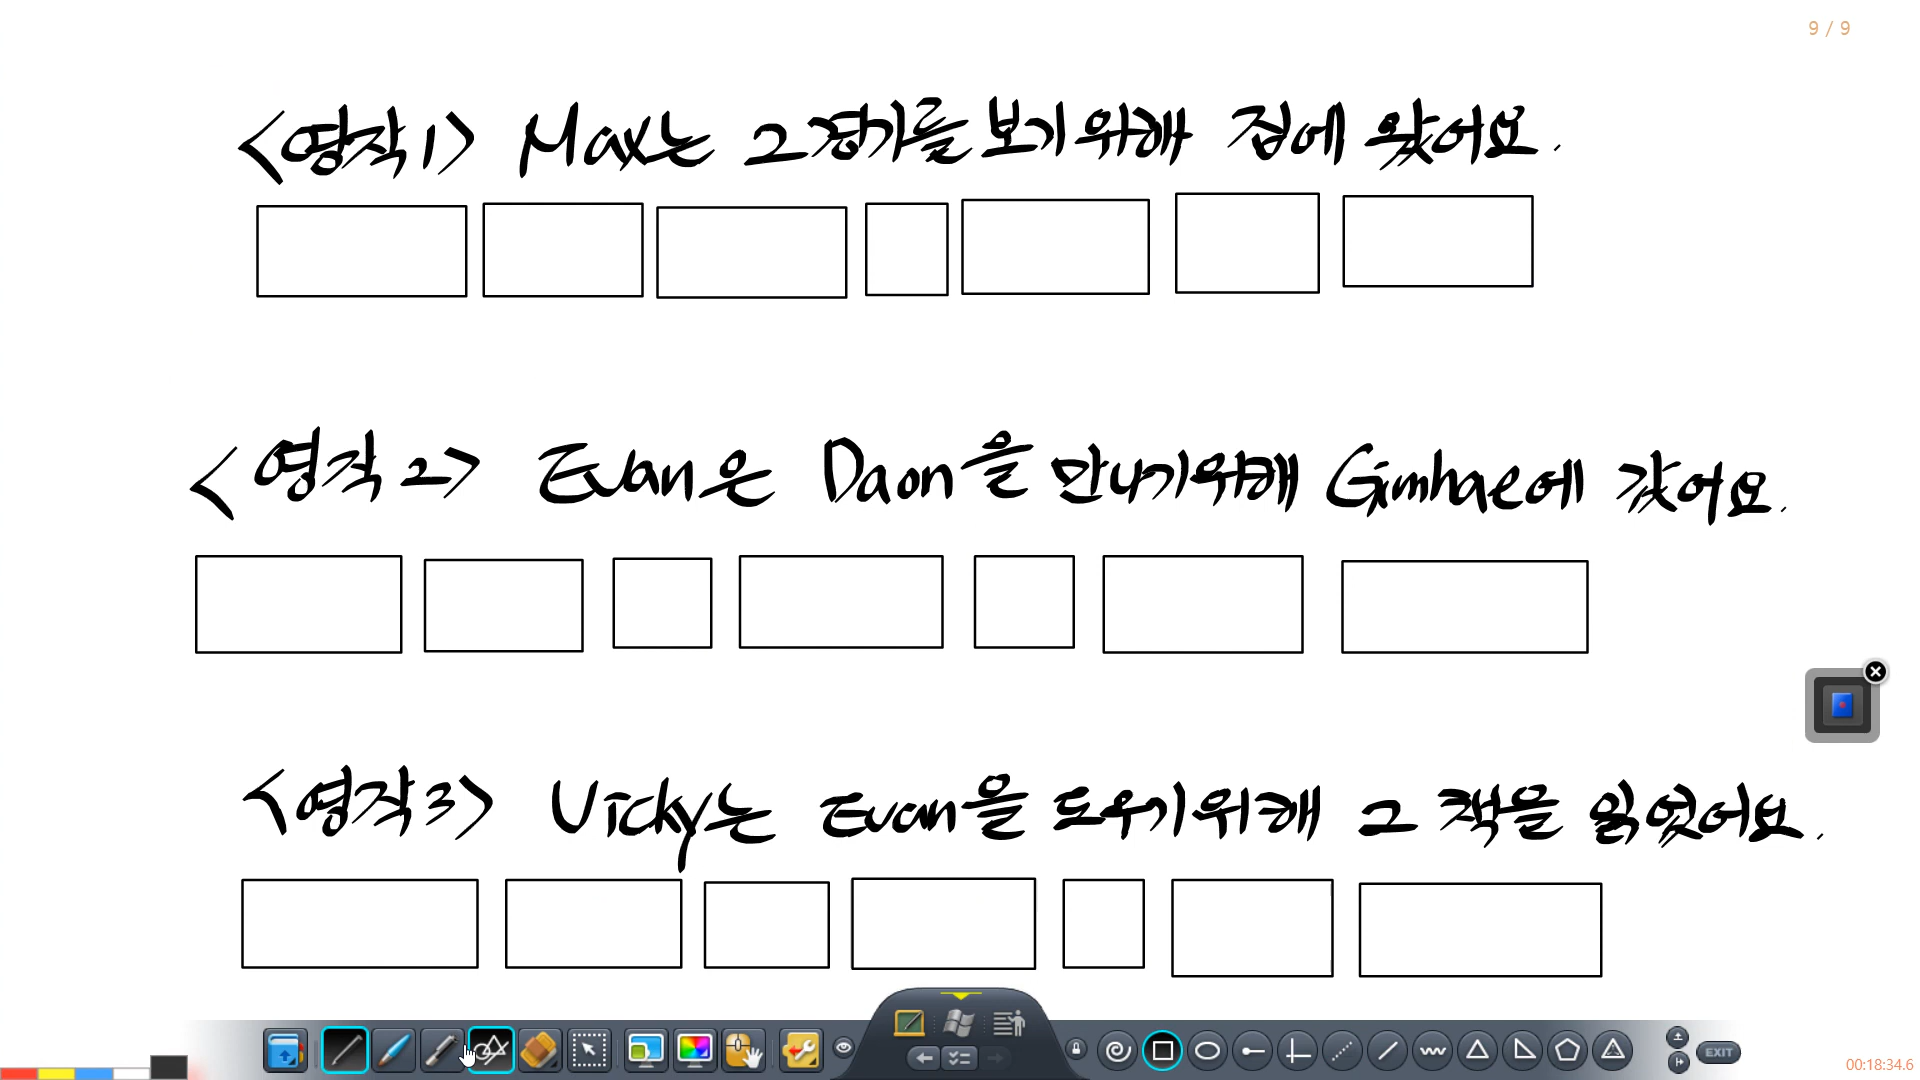 9 / 9
<영작1> Max는 그 경기를 보기위해 집에 왔어요.
<영작2> Evan은 Daon을 만나기위해 Gimhae에 갔어요.
<영작3> Vicky는 Evan을 도우기위해 그 책을 읽었어요.
EXIT
00:18:34.6